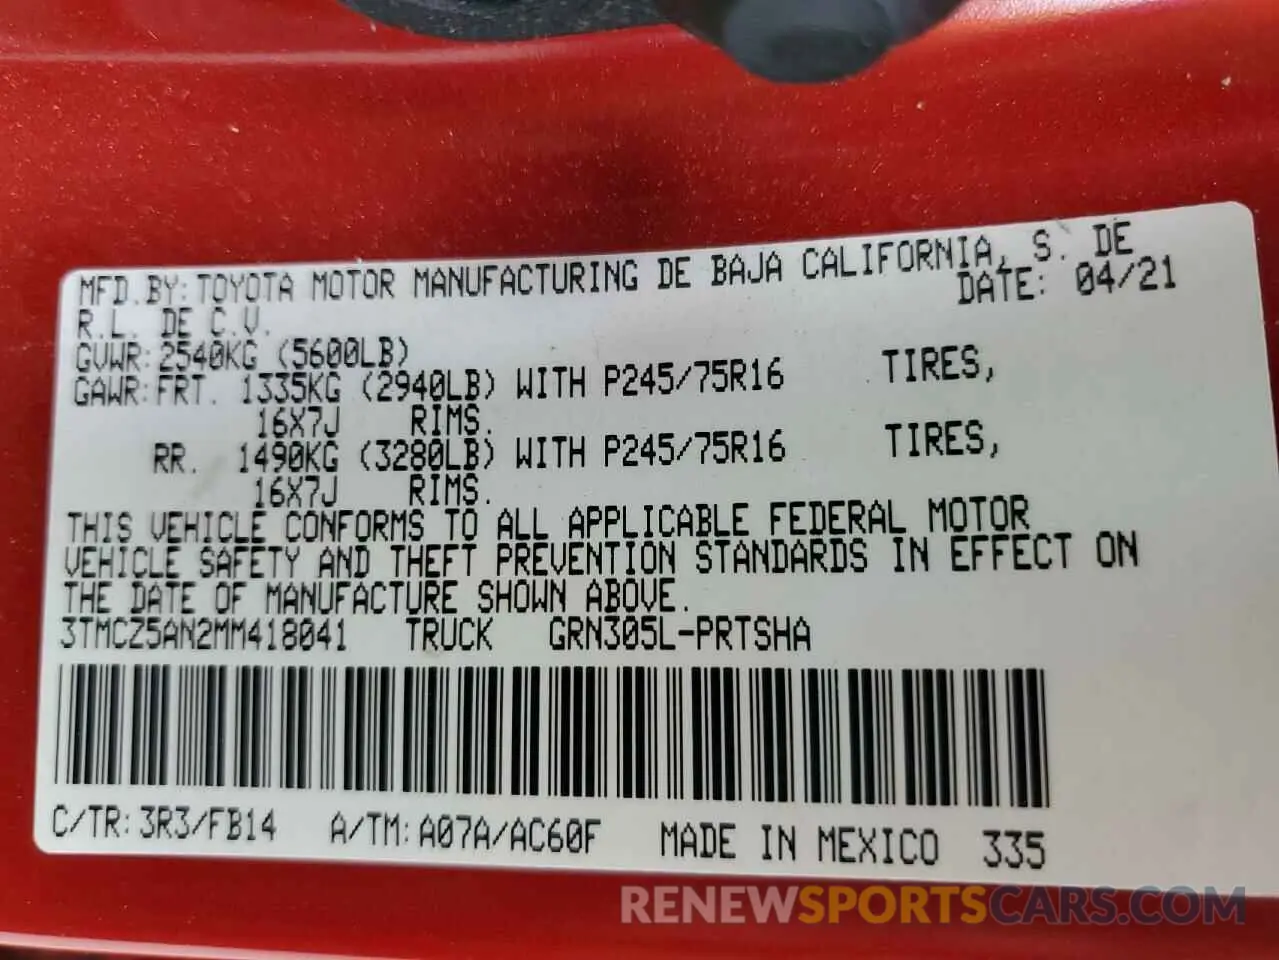 MFD.BY:TOYOTA MOTOR MANUFACTURING DE BAJA CALIFORNIA, S. DE
R.L. DE C.V. DATE: 04/21
GVWR:2540KG (5600LB)
GAWR:FRT. 1335KG (2940LB) WITH P245/75R16 TIRES,
16X7J RIMS.
RR. 1490KG (3280LB) WITH P245/75R16 TIRES,
16X7J RIMS.
THIS VEHICLE CONFORMS TO ALL APPLICABLE FEDERAL MOTOR
VEHICLE SAFETY AND THEFT PREVENTION STANDARDS IN EFFECT ON
THE DATE OF MANUFACTURE SHOWN ABOVE.
3TMCZ5AN2MM418041 TRUCK GRN305L-PRTSHA
C/TR:3R3/FB14 A/TM:A07A/AC60F MADE IN MEXICO 335
RENEWSPORTSCARS.COM